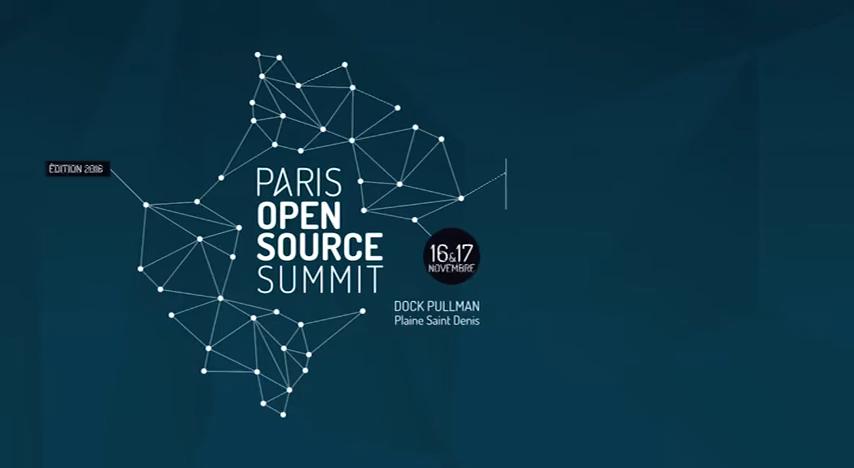 ÉDITION 2016
PARIS
OPEN
SOURCE
SUMMIT
16&17
NOVEMBRE
DOCK PULLMAN
Plaine Saint Denis